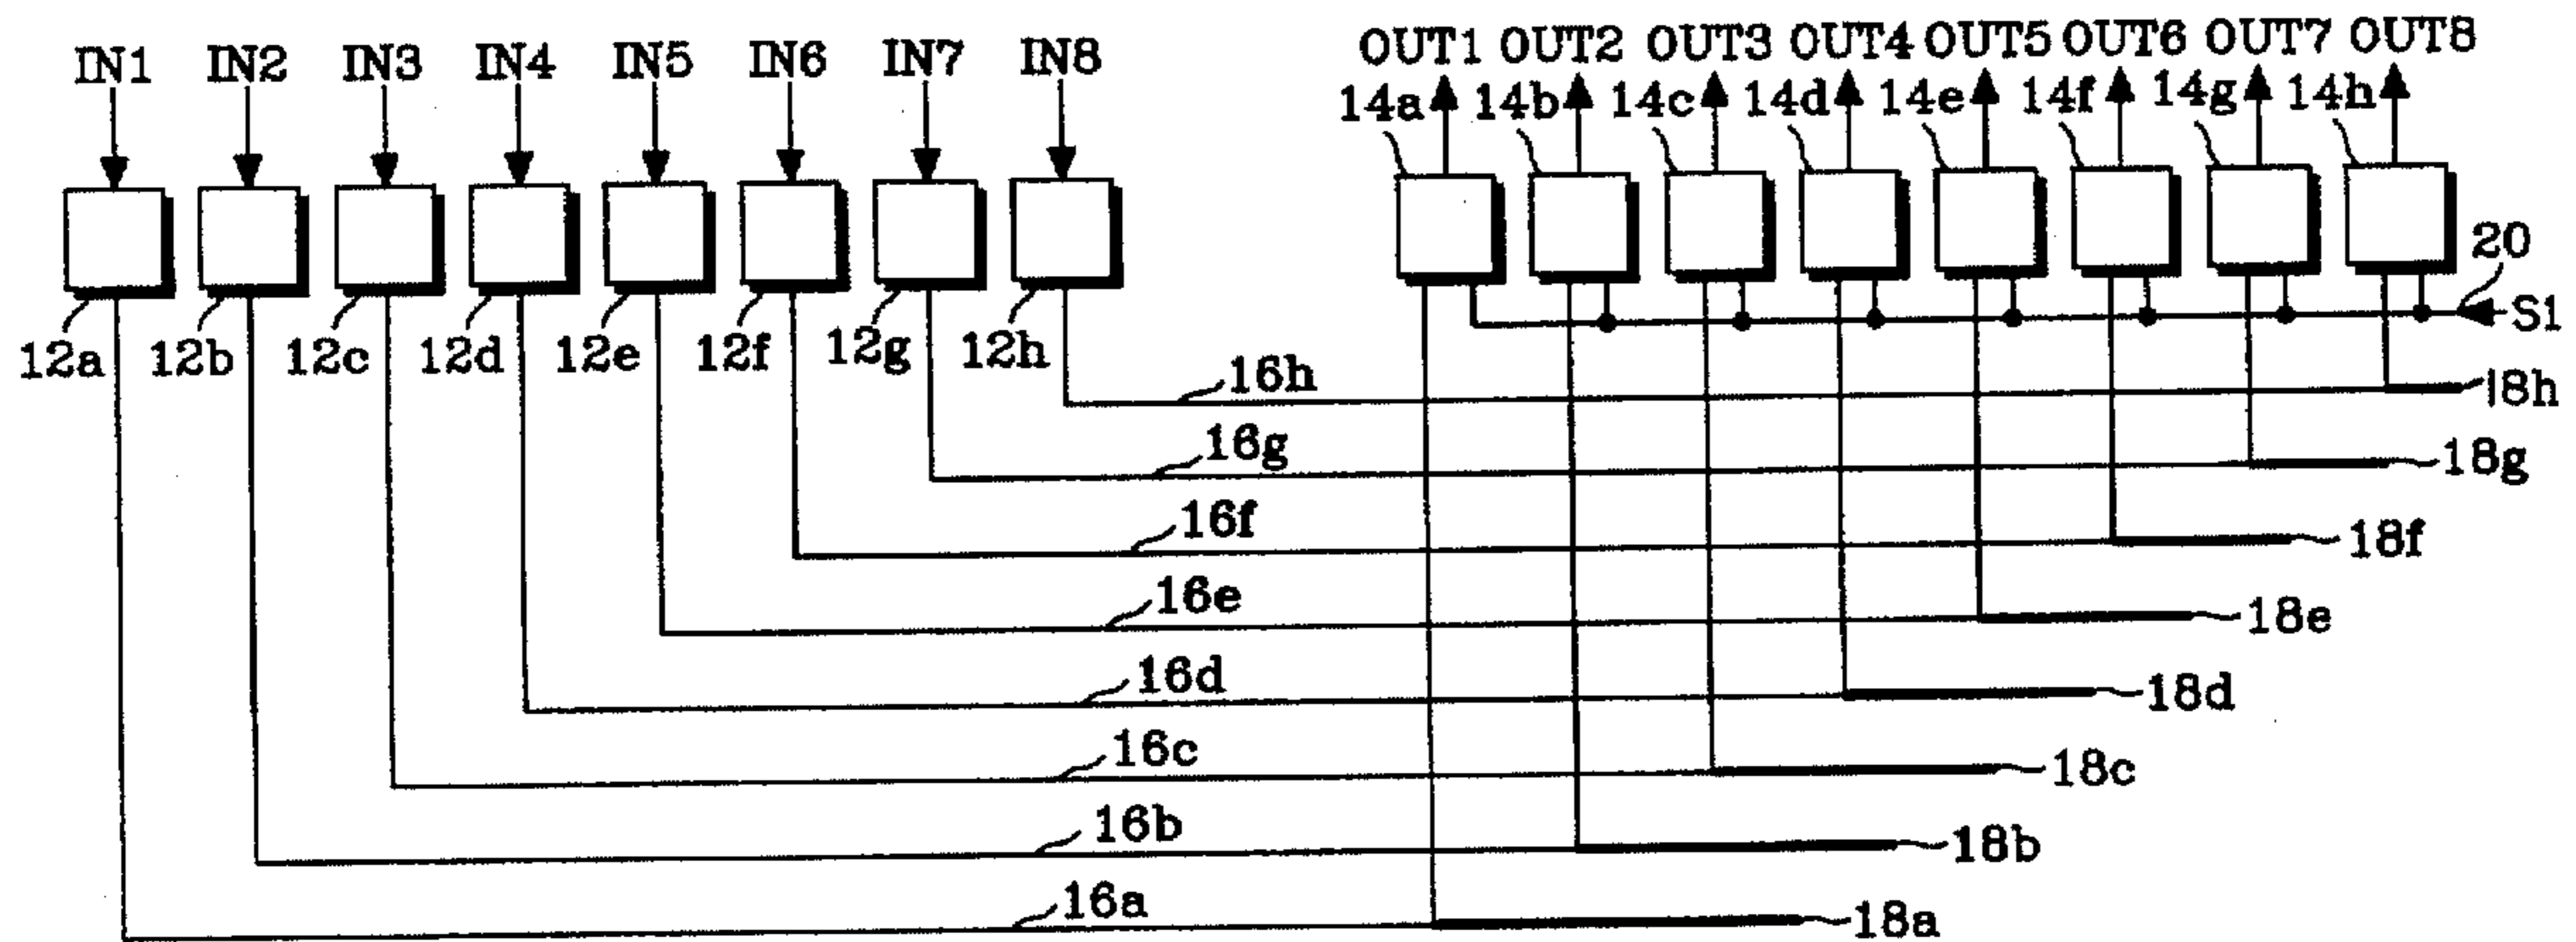 IN1 IN2 IN3 IN4 IN5 IN6 IN7 IN8
OUT1 OUT2 OUT3 OUT4 OUT5 OUT6 OUT7 OUT8
14a 14b 14c 14d 14e 14f 14g 14h
20
S1
12a 12b 12c 12d 12e 12f 12g 12h
16h
18h
16g
18g
16f
18f
16e
18e
16d
18d
16c
18c
16b
18b
16a
18a